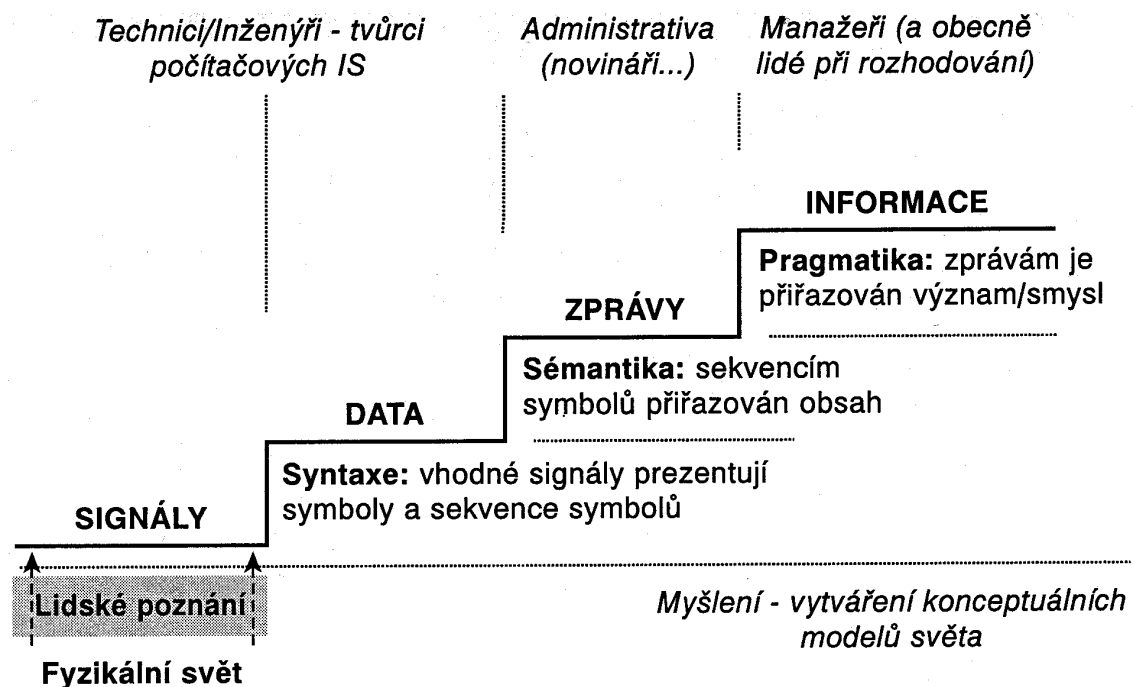 Technici/Inženýři - tvůrci
počítačových IS
Administrativa
(novináři...)
Manažeři (a obecně
lidé při rozhodování)
INFORMACE
Pragmatika: zprávám je
přiřazován význam/smysl
ZPRÁVY
Sémantika: sekvencím
symbolů přiřazován obsah
DATA
Syntaxe: vhodné signály prezentují
symboly a sekvence symbolů
SIGNÁLY
Lidské poznání
Myšlení - vytváření konceptuálních
modelů světa
Fyzikální svět